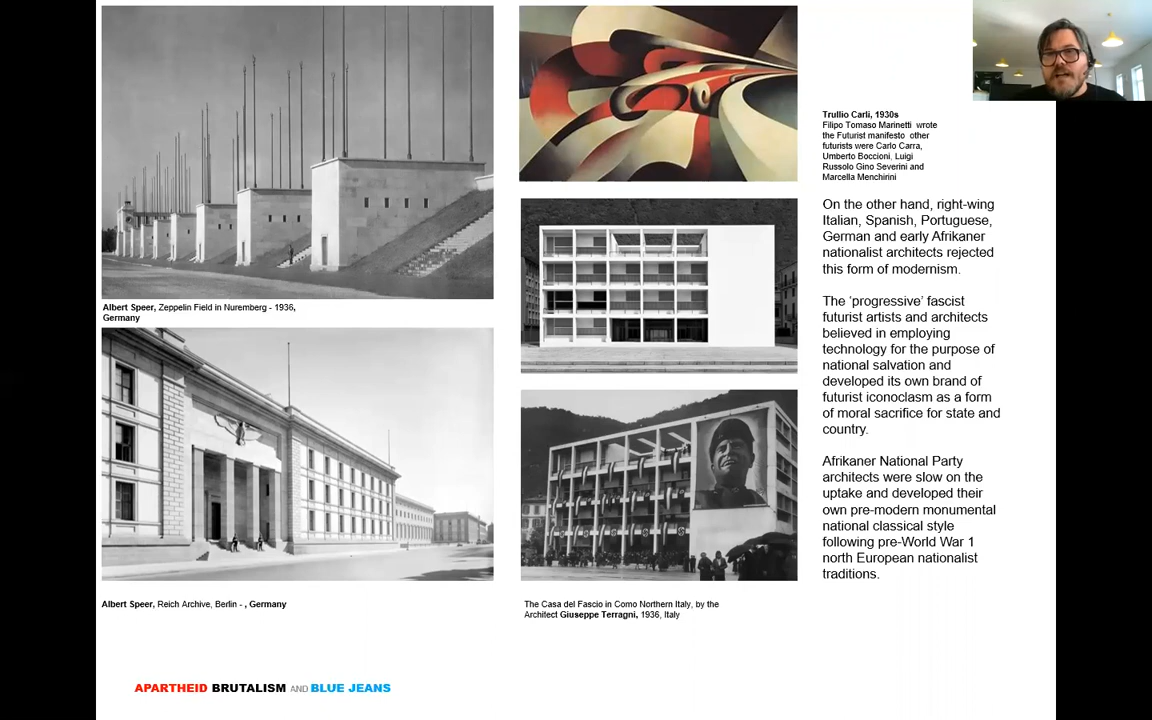 Albert Speer, Zeppelin Field in Nuremberg - 1936,
Germany
Albert Speer, Reich Archive, Berlin - , Germany
The Casa del Fascio in Como Northern Italy, by the
Architect Giuseppe Terragni, 1936, Italy
Trullio Carli, 1930s
Filipo Tomaso Marinetti wrote
the Futurist manifesto other
futurists were Carlo Carra,
Umberto Boccioni, Luigi
Russolo Gino Severini and
Marcella Menchirini
On the other hand, right-wing
Italian, Spanish, Portuguese,
German and early Afrikaner
nationalist architects rejected
this form of modernism.
The 'progressive' fascist
futurist artists and architects
believed in employing
technology for the purpose of
national salvation and
developed its own brand of
futurist iconoclasm as a form
of moral sacrifice for state and
country.
Afrikaner National Party
architects were slow on the
uptake and developed their
own pre-modern monumental
national classical style
following pre-World War 1
north European nationalist
traditions.
APARTHEID BRUTALISM AND BLUE JEANS